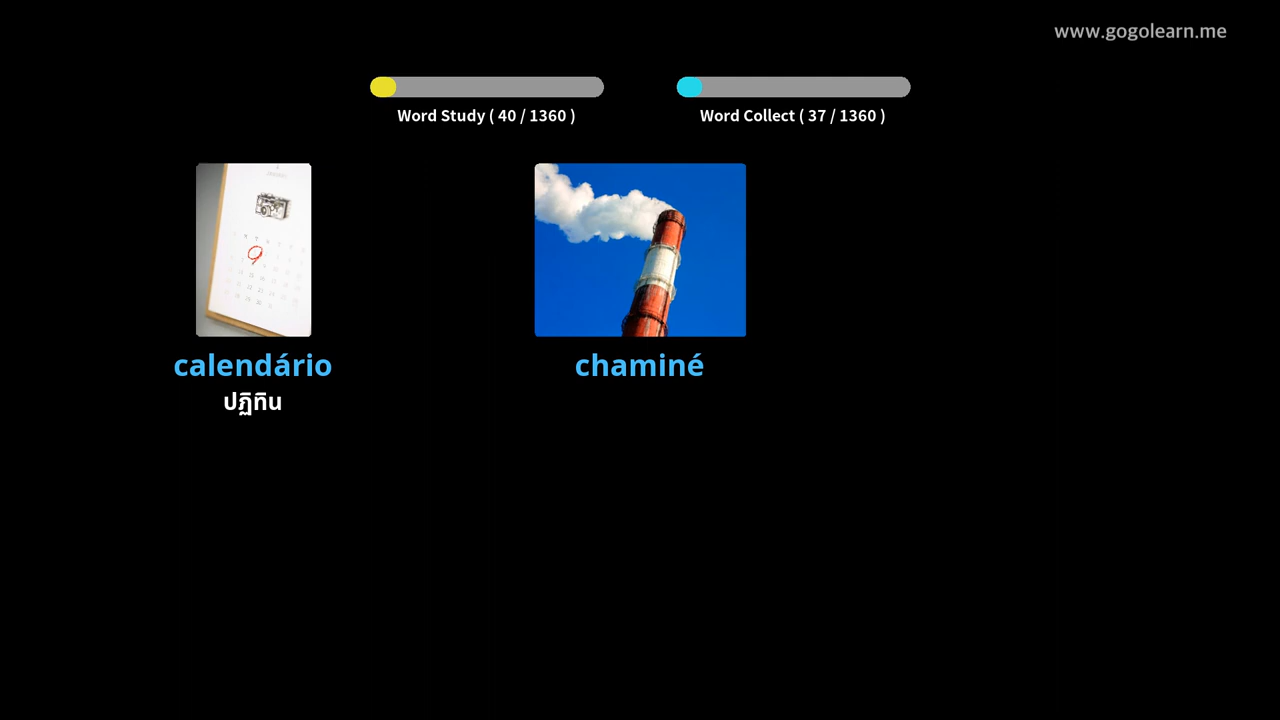 www.gogolearn.me
Word Study ( 40 / 1360 )
Word Collect ( 37 / 1360 )
calendário
ปฏิทิน
chaminé